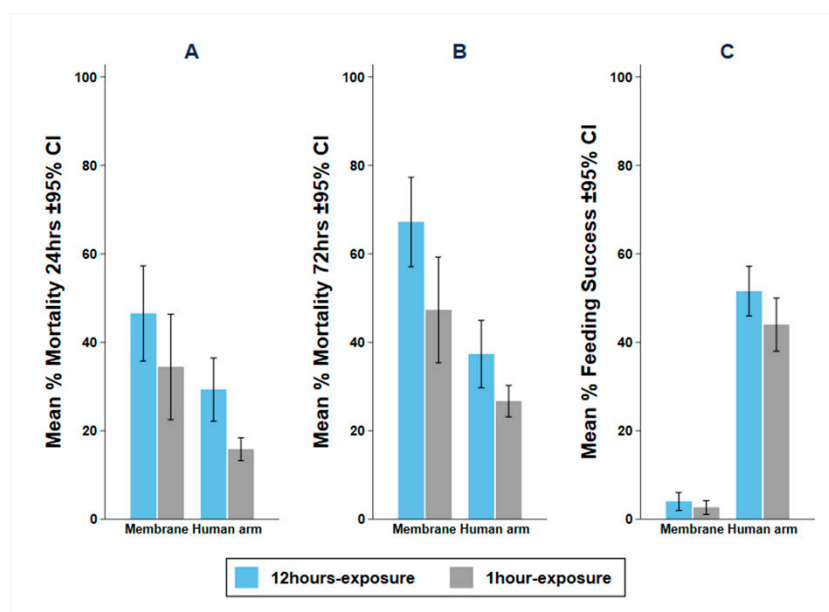 A
B
C
Mean % Mortality 24hrs ±95% CI
100
80
60
40
20
0
Membrane Human arm
Mean % Mortality 72hrs ±95% CI
100
80
60
40
20
0
Membrane Human arm
Mean % Feeding Success ±95% CI
100
80
60
40
20
0
Membrane Human arm
12hours-exposure
1hour-exposure